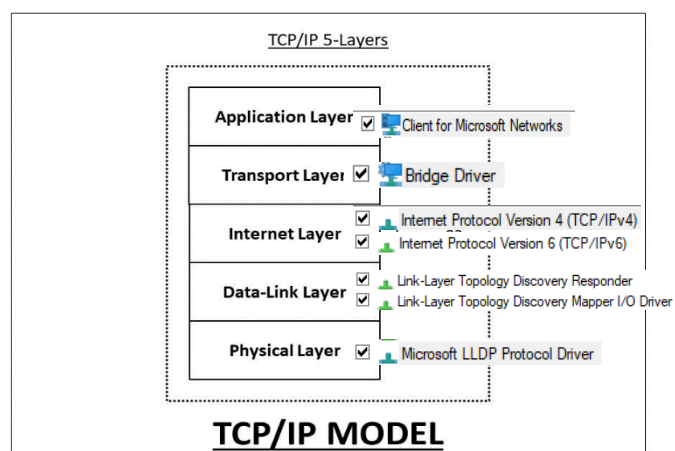 TCP/IP 5-Layers
Application Layer Client for Microsoft Networks
Transport Layer Bridge Driver
Internet Protocol Version 4 (TCP/IPv4)
Internet Layer
Internet Protocol Version 6 (TCP/IPv6)
Link-Layer Topology Discovery Responder
Data-Link Layer
Link-Layer Topology Discovery Mapper I/O Driver
Physical Layer Microsoft LLDP Protocol Driver
TCP/IP MODEL